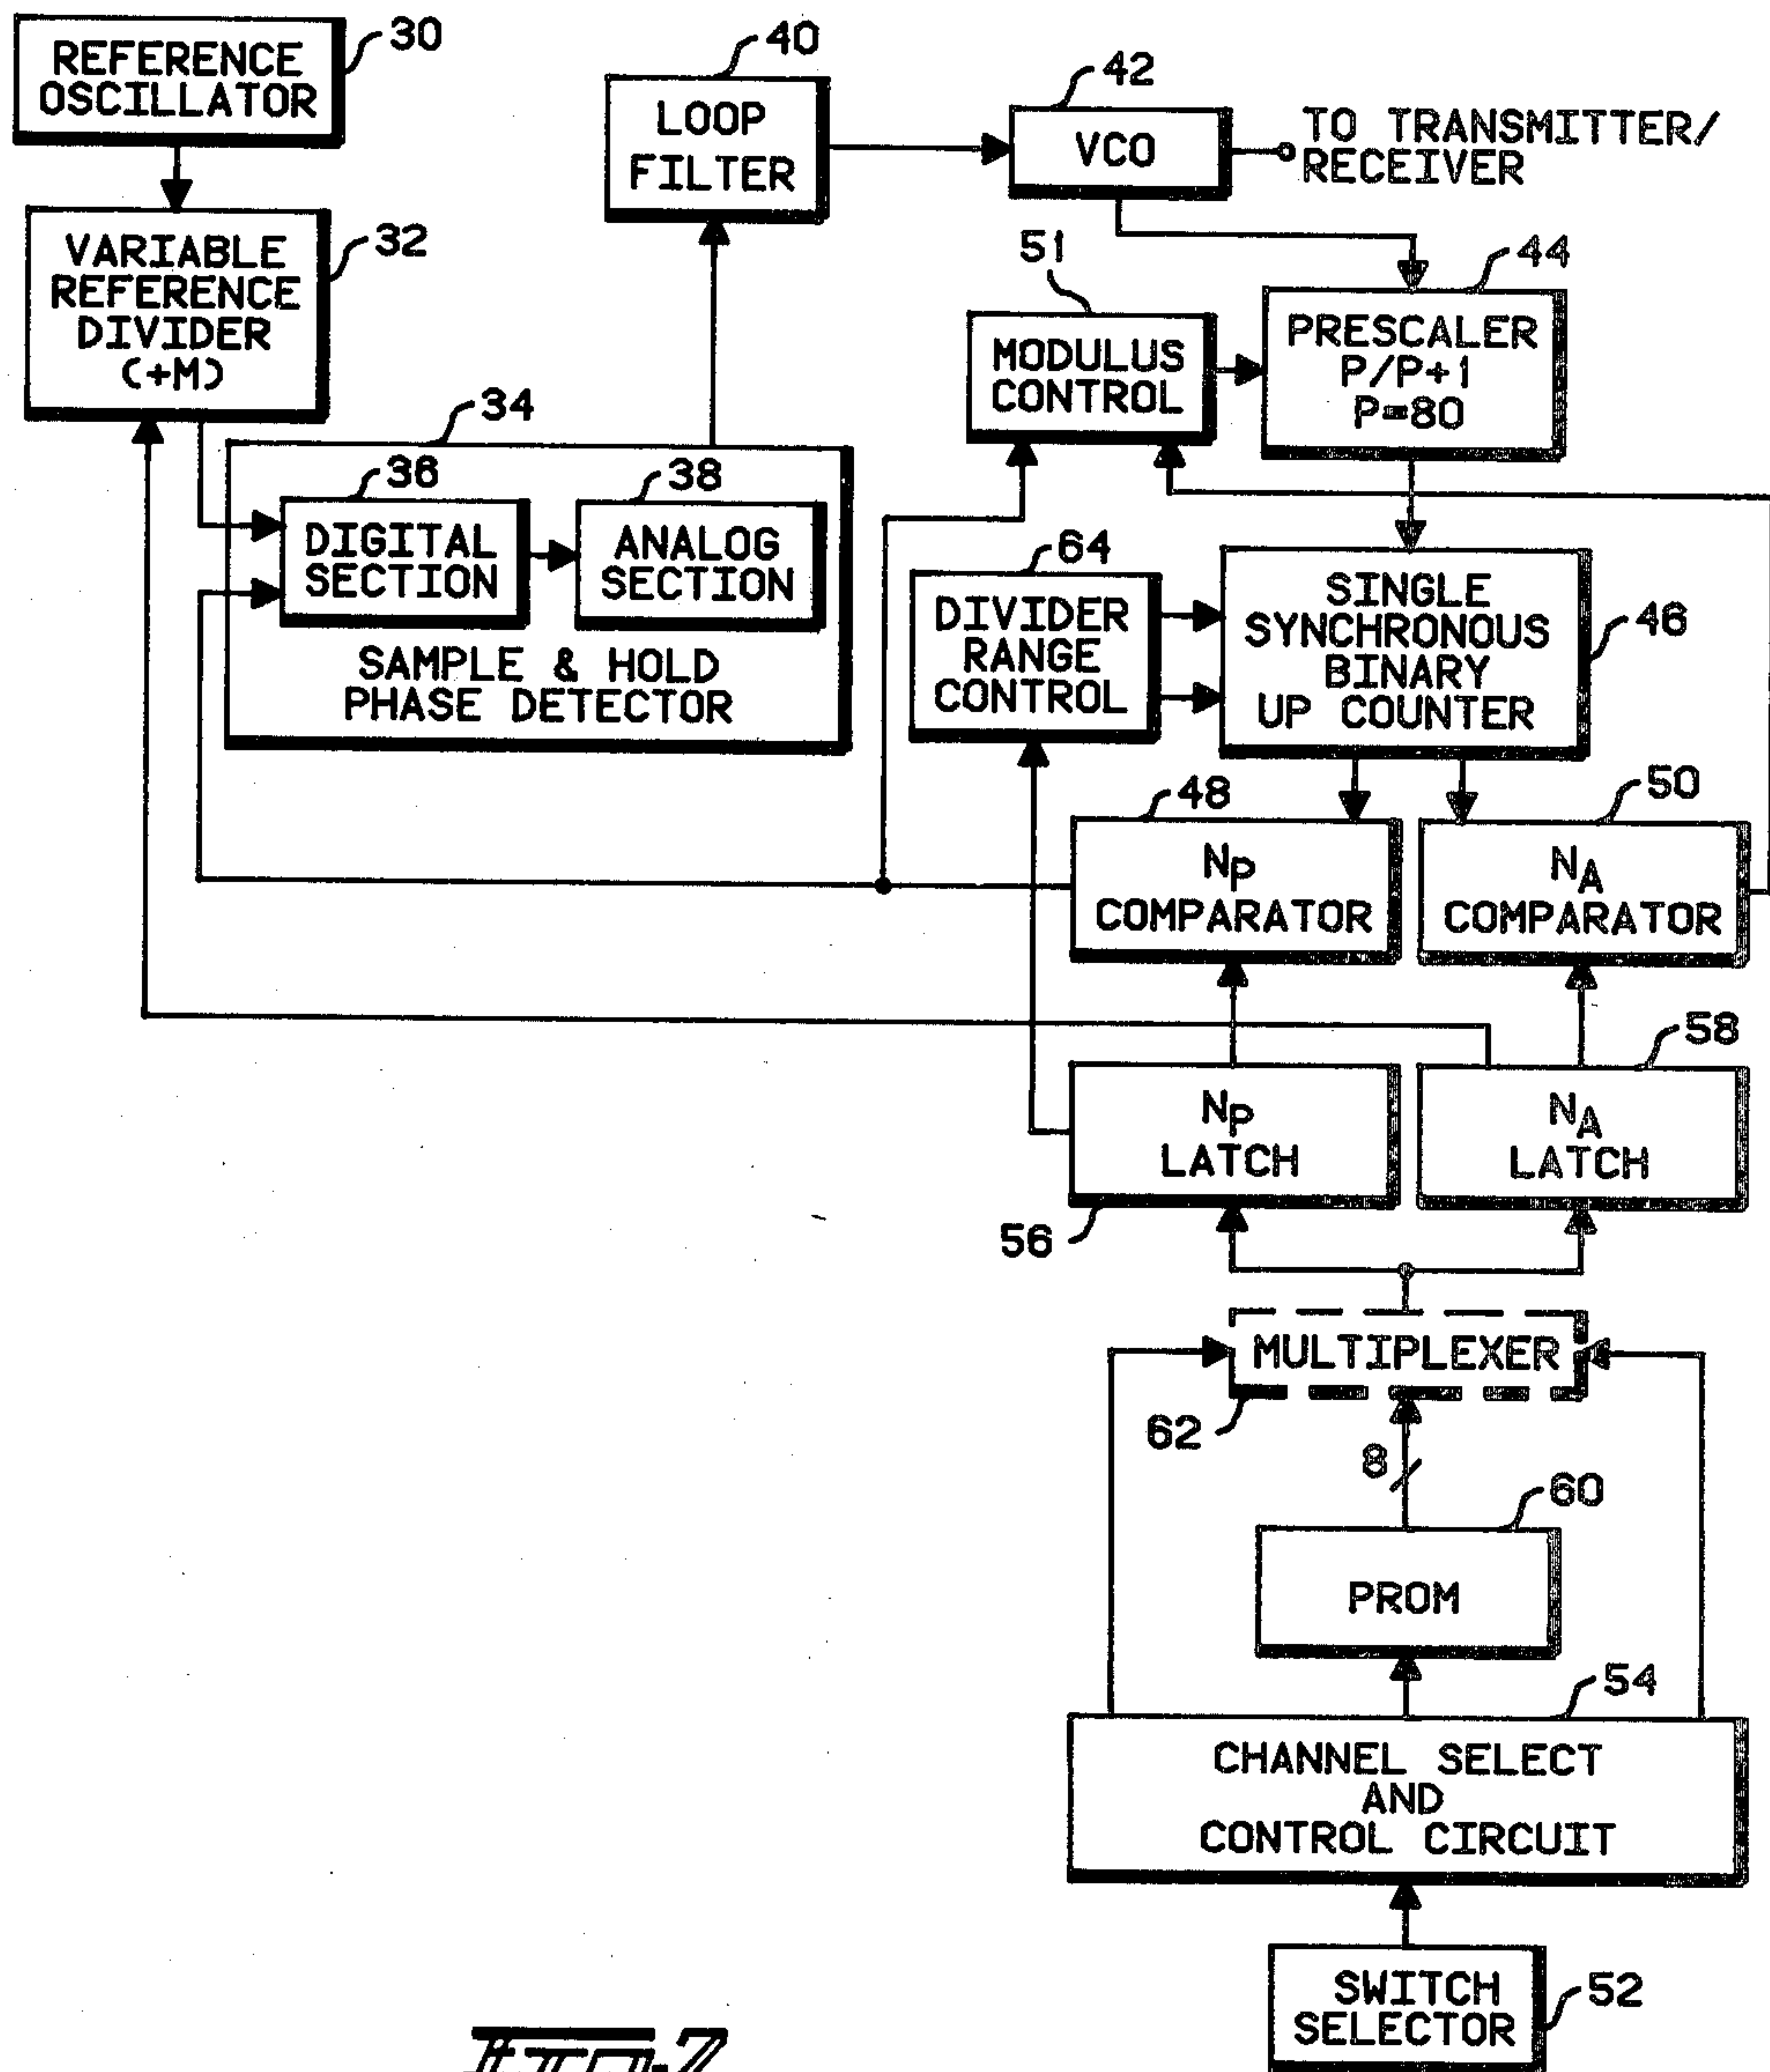 REFERENCE
OSCILLATOR
30
40
LOOP
FILTER
42
VCO
TO TRANSMITTER/
RECEIVER
VARIABLE
REFERENCE
DIVIDER
(+M)
32
51
MODULUS
CONTROL
44
PRESCALER
P/P+1
P=80
34
36
DIGITAL
SECTION
38
ANALOG
SECTION
SAMPLE & HOLD
PHASE DETECTOR
64
DIVIDER
RANGE
CONTROL
SINGLE
SYNCHRONOUS
BINARY
UP COUNTER
46
48
NP
COMPARATOR
50
NA
COMPARATOR
NP
LATCH
56
58
NA
LATCH
MULTIPLEXER
62
8
60
PROM
54
CHANNEL SELECT
AND
CONTROL CIRCUIT
SWITCH
SELECTOR
52